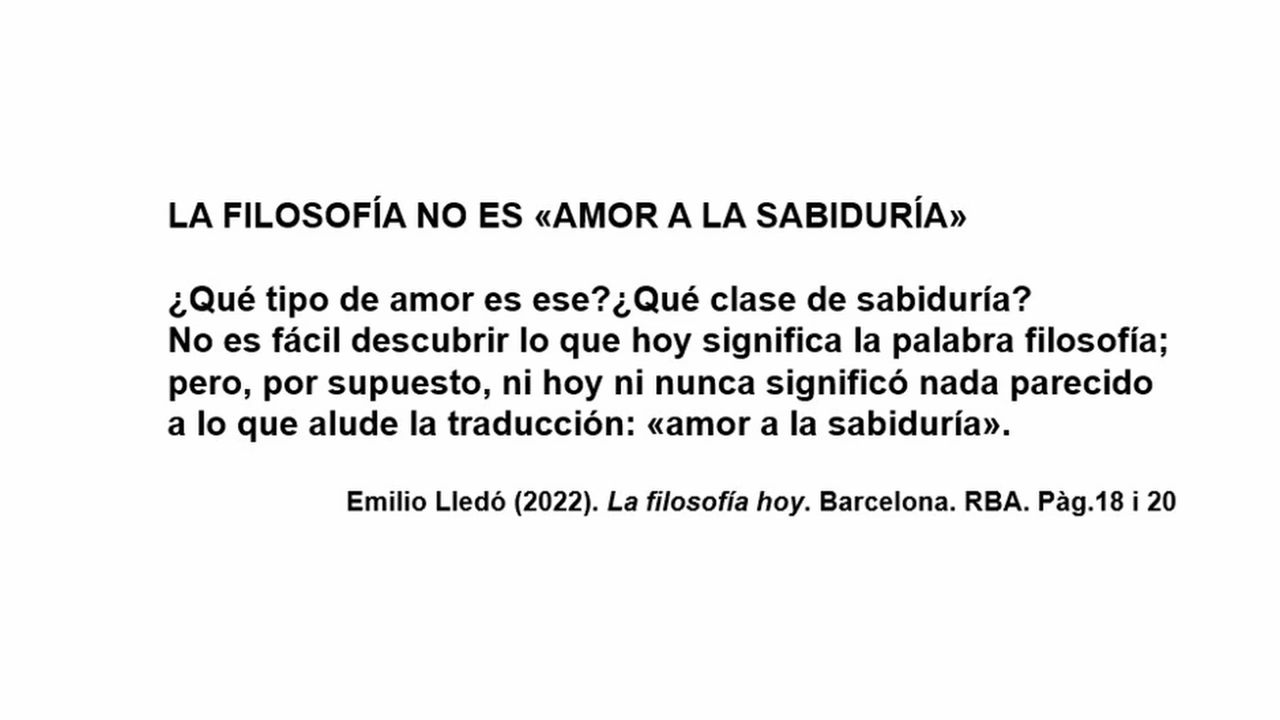 LA FILOSOFÍA NO ES «AMOR A LA SABIDURÍA»
¿Qué tipo de amor es ese?¿Qué clase de sabiduría?
No es fácil descubrir lo que hoy significa la palabra filosofía;
pero, por supuesto, ni hoy ni nunca significó nada parecido
a lo que alude la traducción: «amor a la sabiduría».
Emilio Lledó (2022). La filosofía hoy. Barcelona. RBA. Pàg.18 i 20